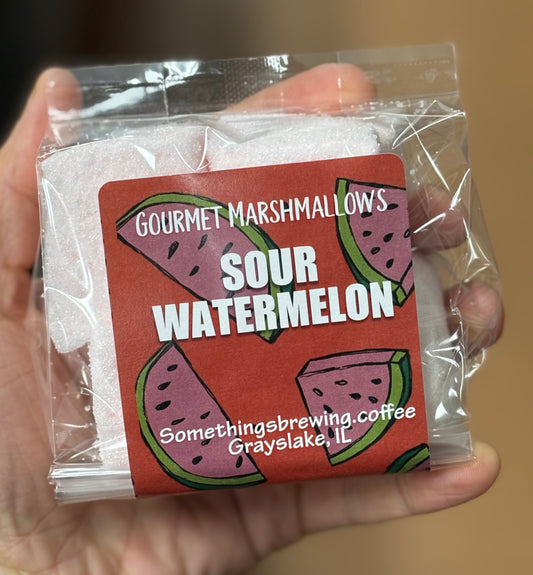 GOURMET MARSHMALLOWS
SOUR
WATERMELON
Somethingsbrewing.coffee
Grayslake, IL